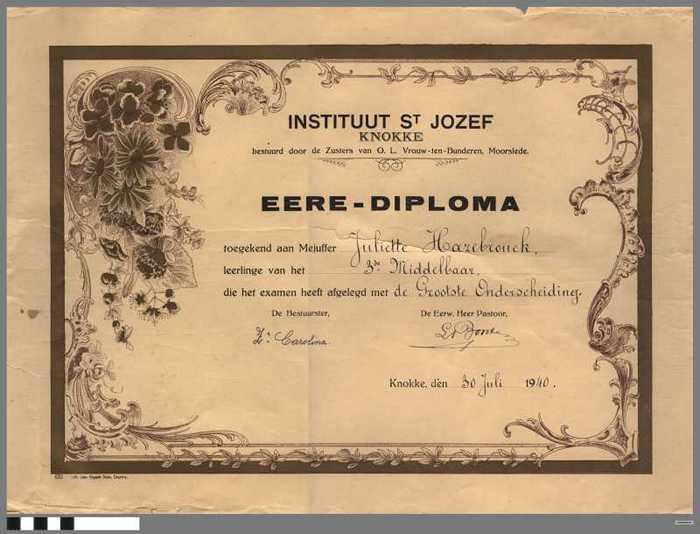 INSTITUUT ST JOZEF
KNOKKE
bestuurd door de Zusters van O. L. Vrouw-ten-Bunderen, Moorslede.
EERE-DIPLOMA
toegekend aan Mejuffer Juliette Hazebrouck,
leerlinge van het 3de Middelbaar,
die het examen heeft afgelegd met de Grootste Onderscheiding.
De Bestuurster, De Eerw. Heer Pastoor,
Zr. Carolina
Knokke, den 30 Juli 1940.